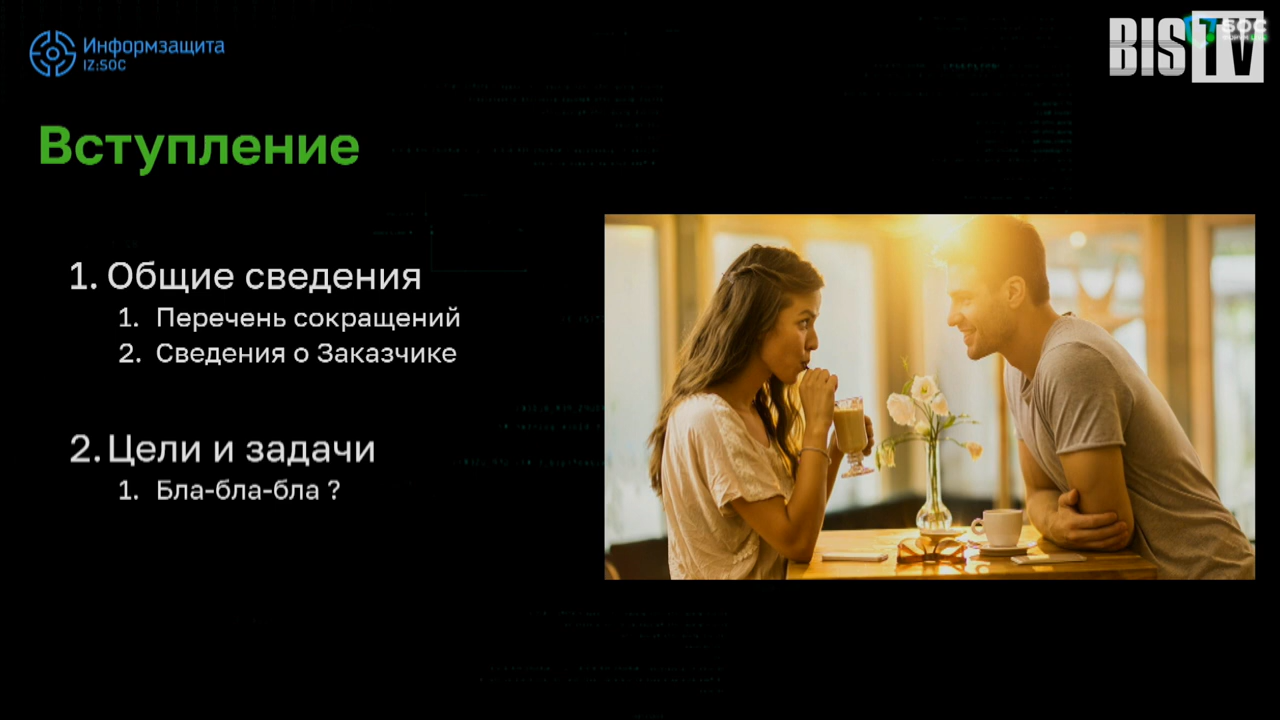 Информзащита
IZ:SOC
BIS TV
SOC
Вступление
1. Общие сведения
1. Перечень сокращений
2. Сведения о Заказчике
2. Цели и задачи
1. Бла-бла-бла ?